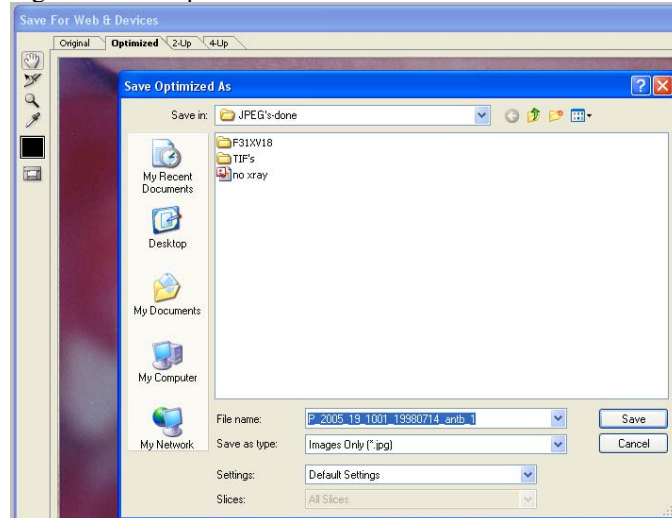 Save For Web & Devices
Original Optimized 2-Up 4-Up
Save Optimized As
Save in: JPEG's-done
F31XV18
TIF's
no xray
My Recent
Documents
Desktop
My Documents
My Computer
My Network
File name: P_2005_19_1001_19980714_antb_1 Save
Save as type: Images Only (*.jpg) Cancel
Settings: Default Settings
Slices: All Slices